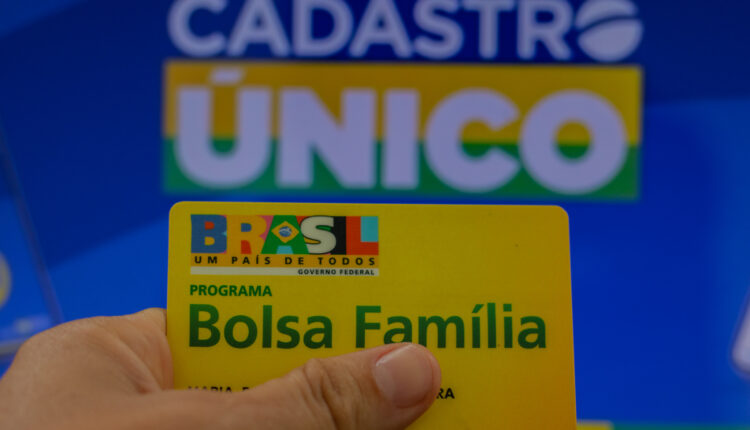 CADASTRO
ÚNICO
BRASIL
UM PAÍS DE TODOS
GOVERNO FEDERAL
PROGRAMA
Bolsa Família